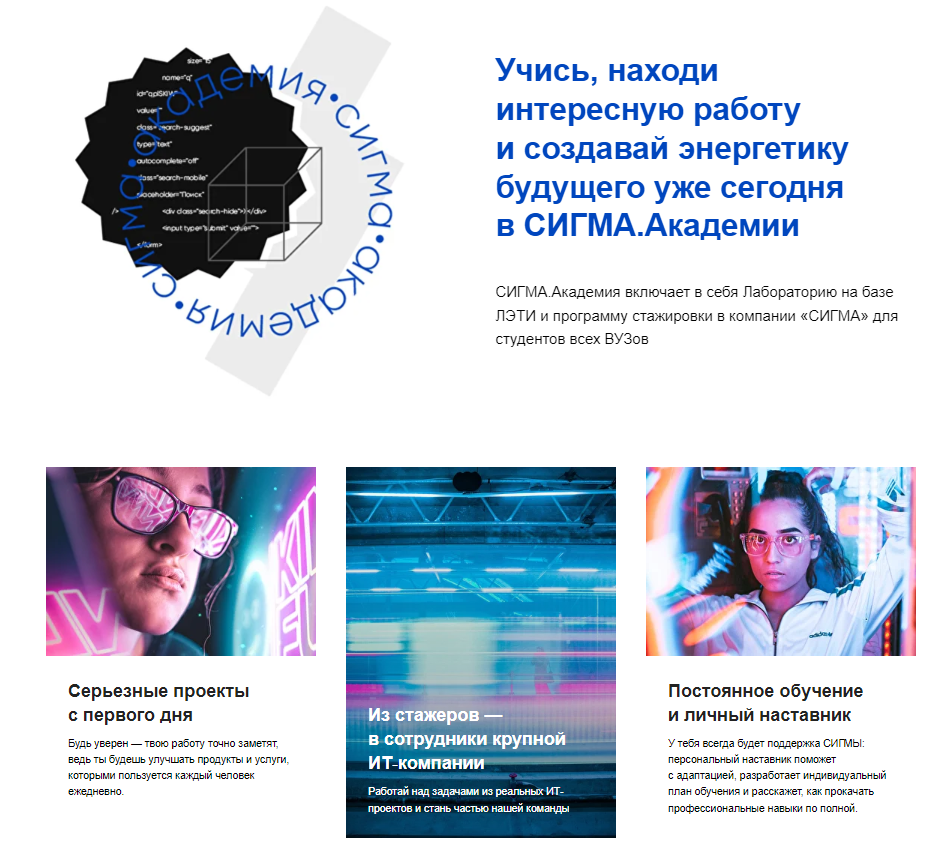 size="15"
name="q"
value=""
class="search-suggest"
type="text"
autocomplete="off"
class="search-mobile"
placeholder="Поиск"
/>
<div class="search-hide">)</div>
<input type="submit" value="">
</form>
сигма•академия•сигма•академия•
Учись, находи
интересную работу
и создавай энергетику
будущего уже сегодня
в СИГМА.Академии
СИГМА.Академия включает в себя Лабораторию на базе
ЛЭТИ и программу стажировки в компании «СИГМА» для
студентов всех ВУЗов
Серьезные проекты
с первого дня
Будь уверен — твою работу точно заметят,
ведь ты будешь улучшать продукты и услуги,
которыми пользуется каждый человек
ежедневно.
Из стажеров —
в сотрудники крупной
ИТ-компании
Работай над задачами из реальных ИТ-
проектов и стань частью нашей команды
Постоянное обучение
и личный наставник
У тебя всегда будет поддержка СИГМЫ:
персональный наставник поможет
с адаптацией, разработает индивидуальный
план обучения и расскажет, как прокачать
профессиональные навыки по полной.